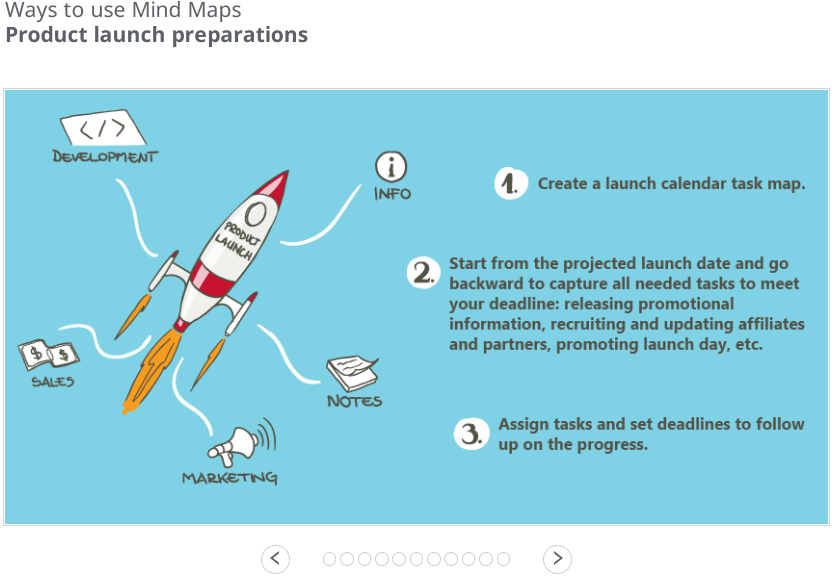 Ways to use Mind Maps
Product launch preparations
</>
DEVELOPMENT
i
INFO
PRODUCT
LAUNCH
$ $
SALES
NOTES
MARKETING
1.
Create a launch calendar task map.
2.
Start from the projected launch date and go
backward to capture all needed tasks to meet
your deadline: releasing promotional
information, recruiting and updating affiliates
and partners, promoting launch day, etc.
3.
Assign tasks and set deadlines to follow
up on the progress.